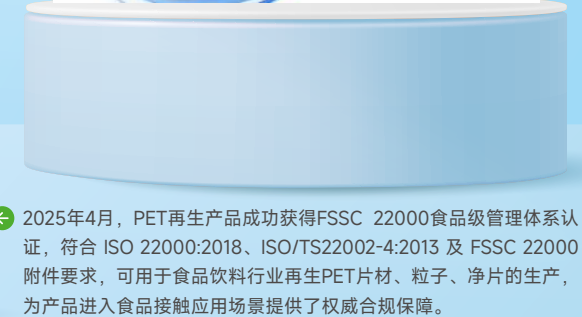 2025年4月，PET再生产品成功获得FSSC 22000食品级管理体系认
证，符合 ISO 22000:2018、ISO/TS22002-4:2013 及 FSSC 22000
附件要求，可用于食品饮料行业再生PET片材、粒子、净片的生产，
为产品进入食品接触应用场景提供了权威合规保障。